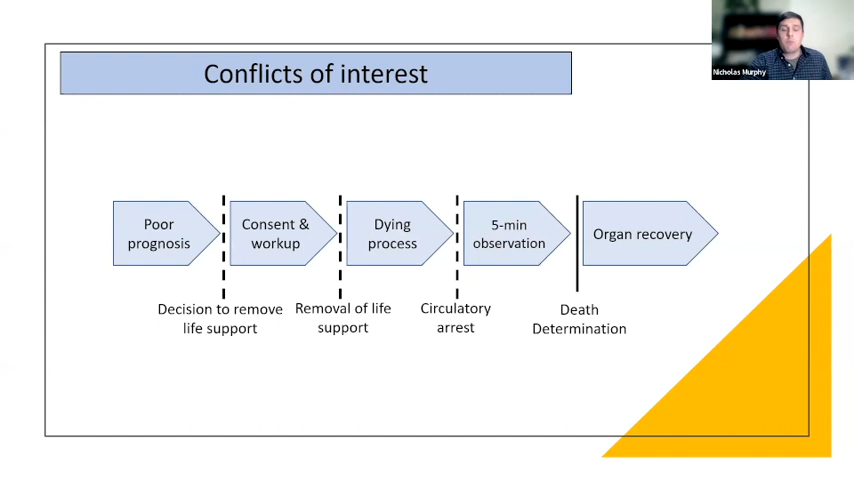 Nicholas Murphy
Conflicts of interest
Poor
prognosis
Consent &
workup
Dying
process
5-min
observation
Organ recovery
Decision to remove
life support
Removal of life
support
Circulatory
arrest
Death
Determination